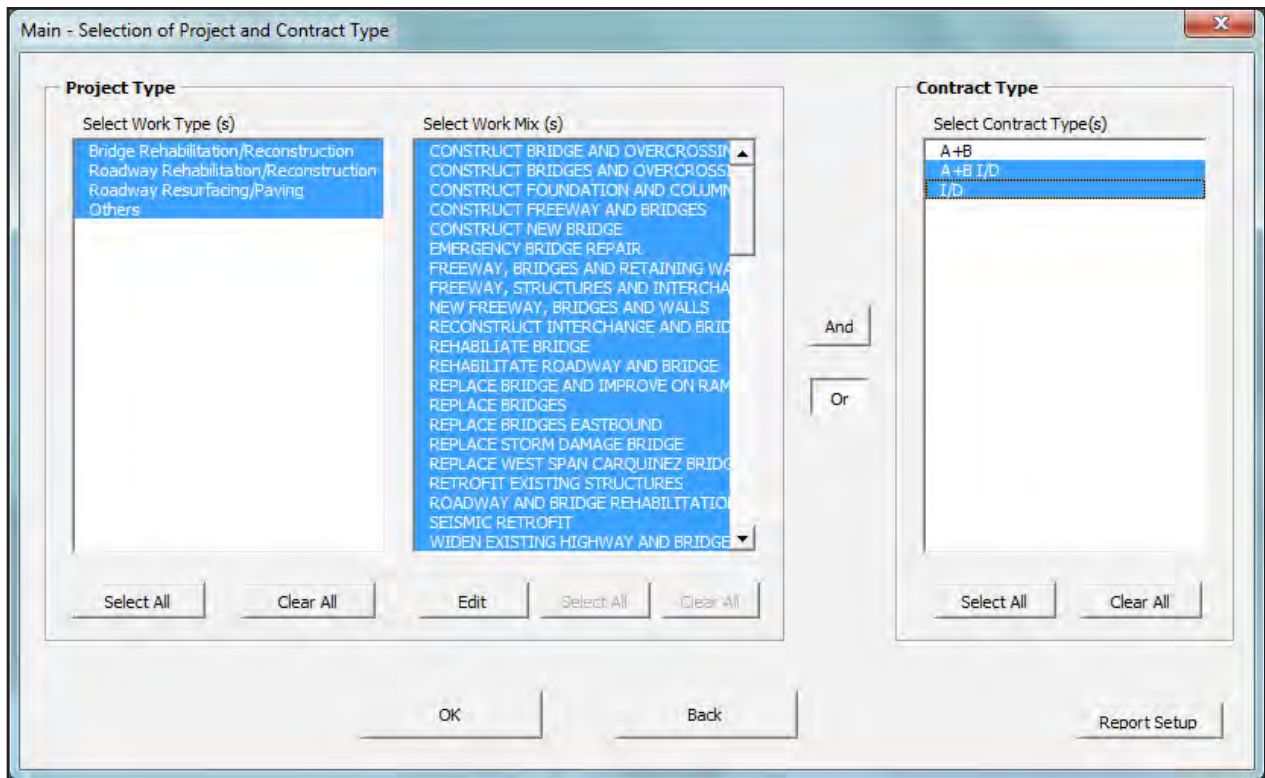 Main - Selection of Project and Contract Type
X
Project Type
Select Work Type (s)
Bridge Rehabilitation/Reconstruction
Roadway Rehabilitation/Reconstruction
Roadway Resurfacing/Paving
Others
Select All
Clear All
Select Work Mix (s)
CONSTRUCT BRIDGE AND OVERCROSSIN
CONSTRUCT BRIDGES AND OVERCROSSI
CONSTRUCT FOUNDATION AND COLUMN
CONSTRUCT FREEWAY AND BRIDGES
CONSTRUCT NEW BRIDGE
EMERGENCY BRIDGE REPAIR
FREEWAY, BRIDGES AND RETAINING WA
FREEWAY, STRUCTURES AND INTERCHA
NEW FREEWAY, BRIDGES AND WALLS
RECONSTRUCT INTERCHANGE AND BRID
REHABILIATE BRIDGE
REHABILITATE ROADWAY AND BRIDGE
REPLACE BRIDGE AND IMPROVE ON RAM
REPLACE BRIDGES
REPLACE BRIDGES EASTBOUND
REPLACE STORM DAMAGE BRIDGE
REPLACE WEST SPAN CARQUINEZ BRIDG
RETROFIT EXISTING STRUCTURES
ROADWAY AND BRIDGE REHABILITATIO
SEISMIC RETROFIT
WIDEN EXISTING HIGHWAY AND BRIDGE
Edit
Select All
Clear All
And
Or
Contract Type
Select Contract Type(s)
A+B
A+B I/D
I/D
Select All
Clear All
OK
Back
Report Setup